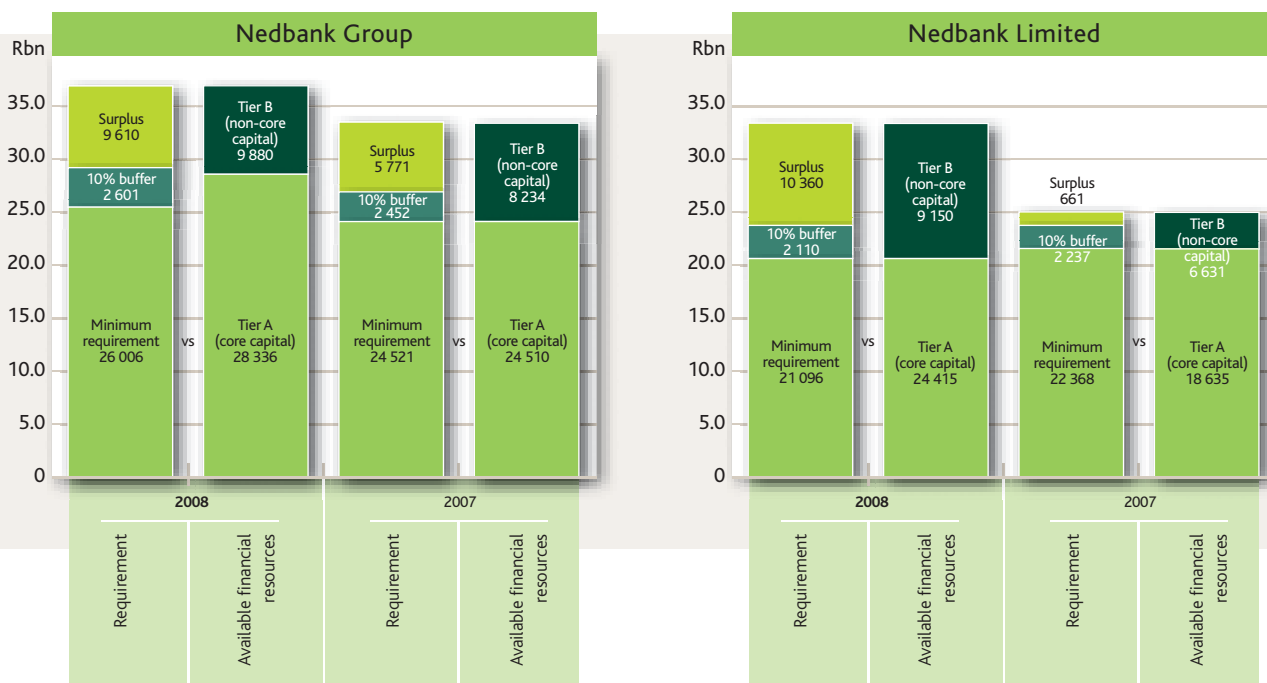 Nedbank Group
Rbn
35.0
30.0
25.0
20.0
15.0
10.0
5.0
0
Surplus
9 610
10% buffer
2 601
Minimum
requirement
26 006
vs
Tier B
(non-core
capital)
9 880
Tier A
(core capital)
28 336
Surplus
5 771
10% buffer
2 452
Minimum
requirement
24 521
vs
Tier B
(non-core
capital)
8 234
Tier A
(core capital)
24 510
2008
2007
Requirement
Available financial
resources
Requirement
Available financial
resources
Nedbank Limited
Rbn
35.0
30.0
25.0
20.0
15.0
10.0
5.0
0
Surplus
10 360
10% buffer
2 110
Minimum
requirement
21 096
vs
Tier B
(non-core
capital)
9 150
Tier A
(core capital)
24 415
Surplus
661
10% buffer
2 237
Minimum
requirement
22 368
vs
Tier B
(non-core
capital)
6 631
Tier A
(core capital)
18 635
2008
2007
Requirement
Available financial
resources
Requirement
Available financial
resources